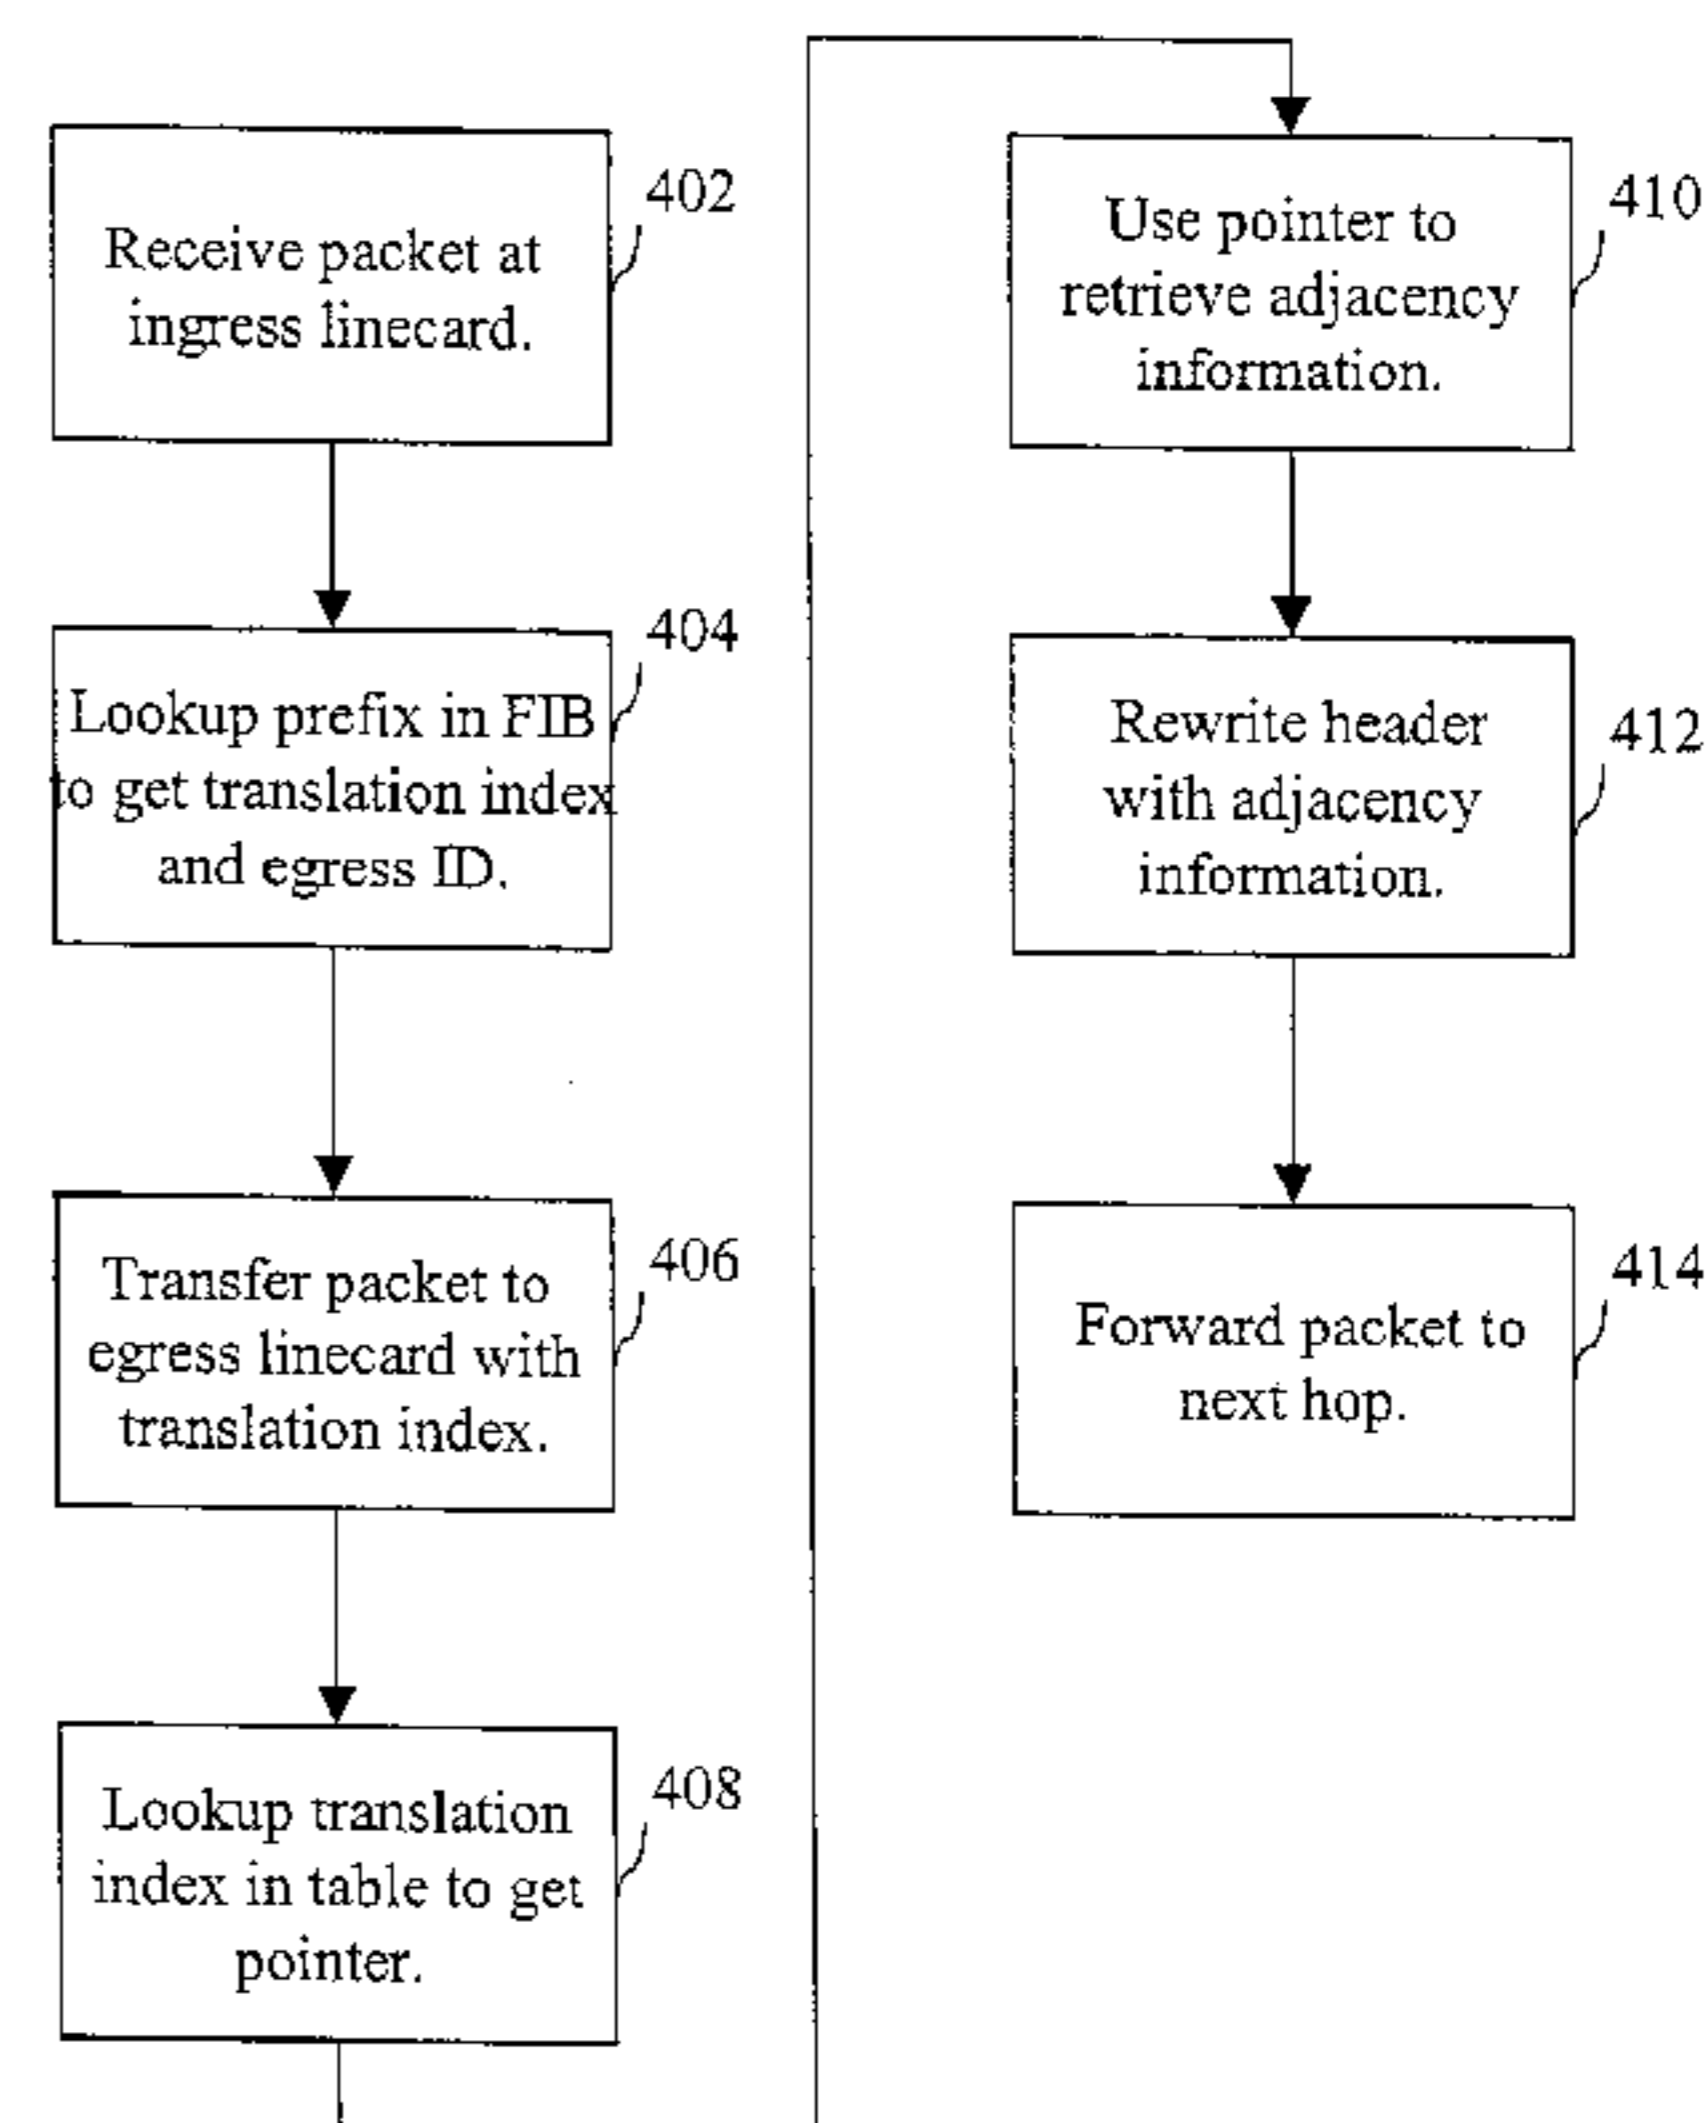 402
Receive packet at
ingress linecard.
404
Lookup prefix in FIB
to get translation index
and egress ID.
406
Transfer packet to
egress linecard with
translation index.
408
Lookup translation
index in table to get
pointer.
410
Use pointer to
retrieve adjacency
information.
412
Rewrite header
with adjacency
information.
414
Forward packet to
next hop.